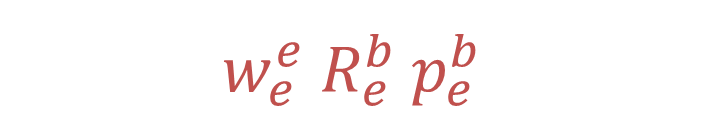 $w_e^e \; R_e^b \; p_e^b$